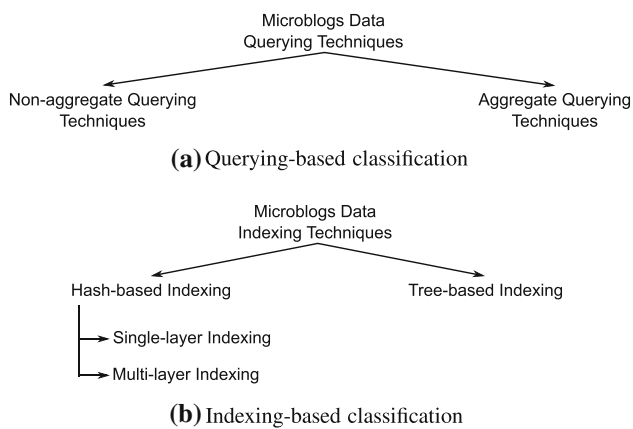 Microblogs Data
Querying Techniques
Non-aggregate Querying
Techniques
Aggregate Querying
Techniques
(a) Querying-based classification
Microblogs Data
Indexing Techniques
Hash-based Indexing
Tree-based Indexing
Single-layer Indexing
Multi-layer Indexing
(b) Indexing-based classification